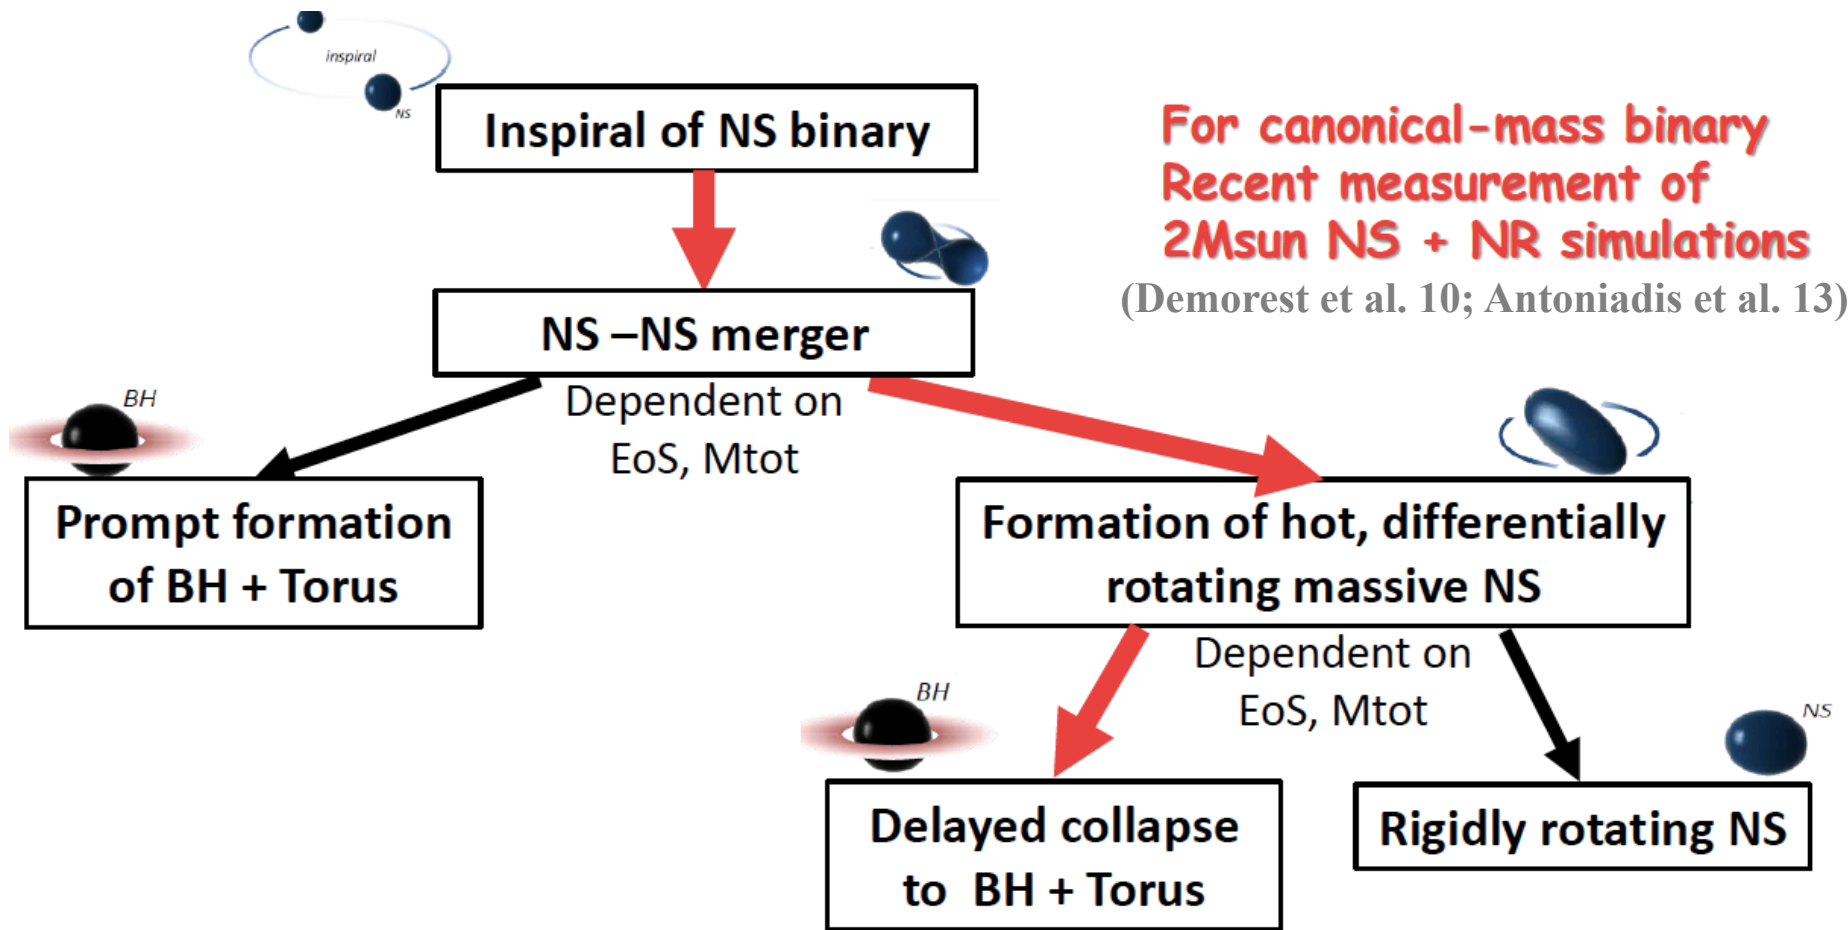 inspiral
NS
Inspiral of NS binary
For canonical-mass binary
Recent measurement of
2Msun NS + NR simulations
(Demorest et al. 10; Antoniadis et al. 13)
NS –NS merger
Dependent on
EoS, Mtot
BH
Prompt formation
of BH + Torus
Formation of hot, differentially
rotating massive NS
Dependent on
EoS, Mtot
BH
NS
Delayed collapse
to BH + Torus
Rigidly rotating NS